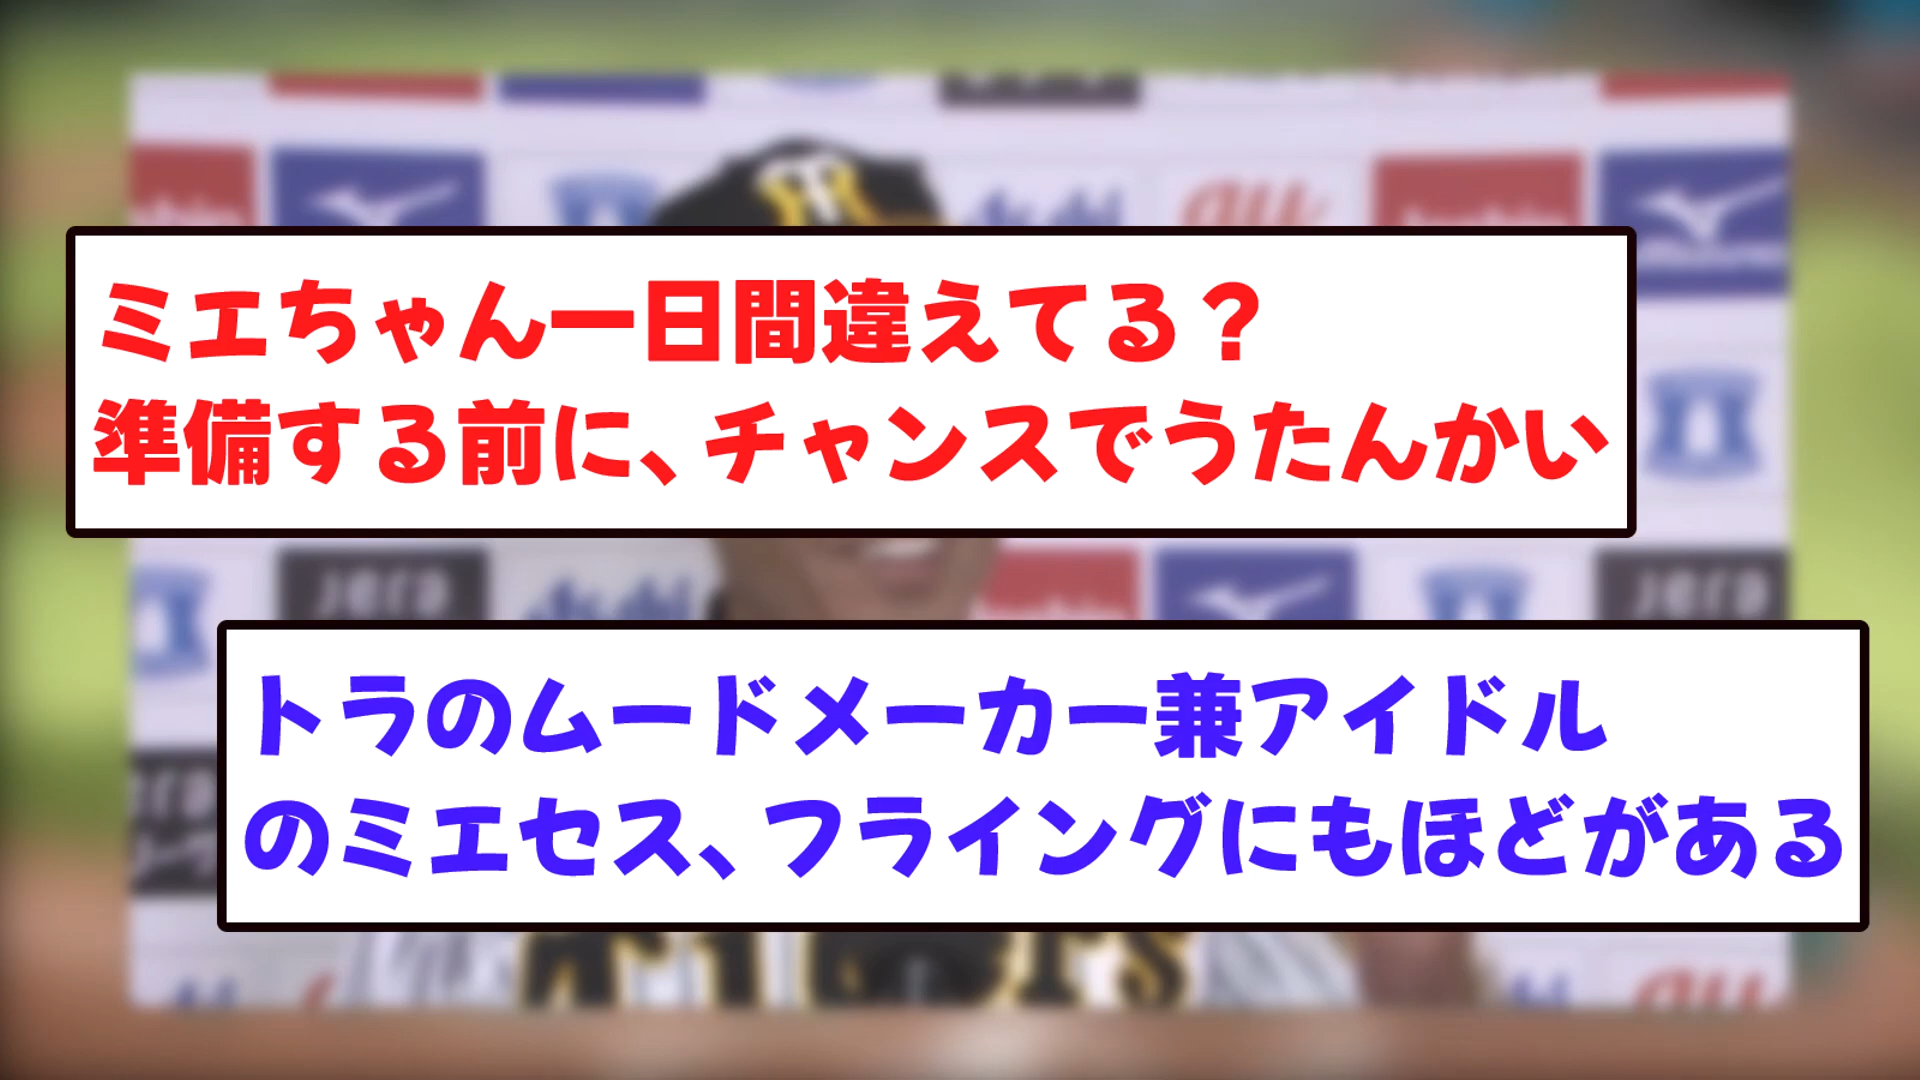 ミエちゃん一日間違えてる？
準備する前に、チャンスでうたんかい
jera
Asahi
au
トラのムードメーカー兼アイドル
のミエセス、フライングにもほどがある